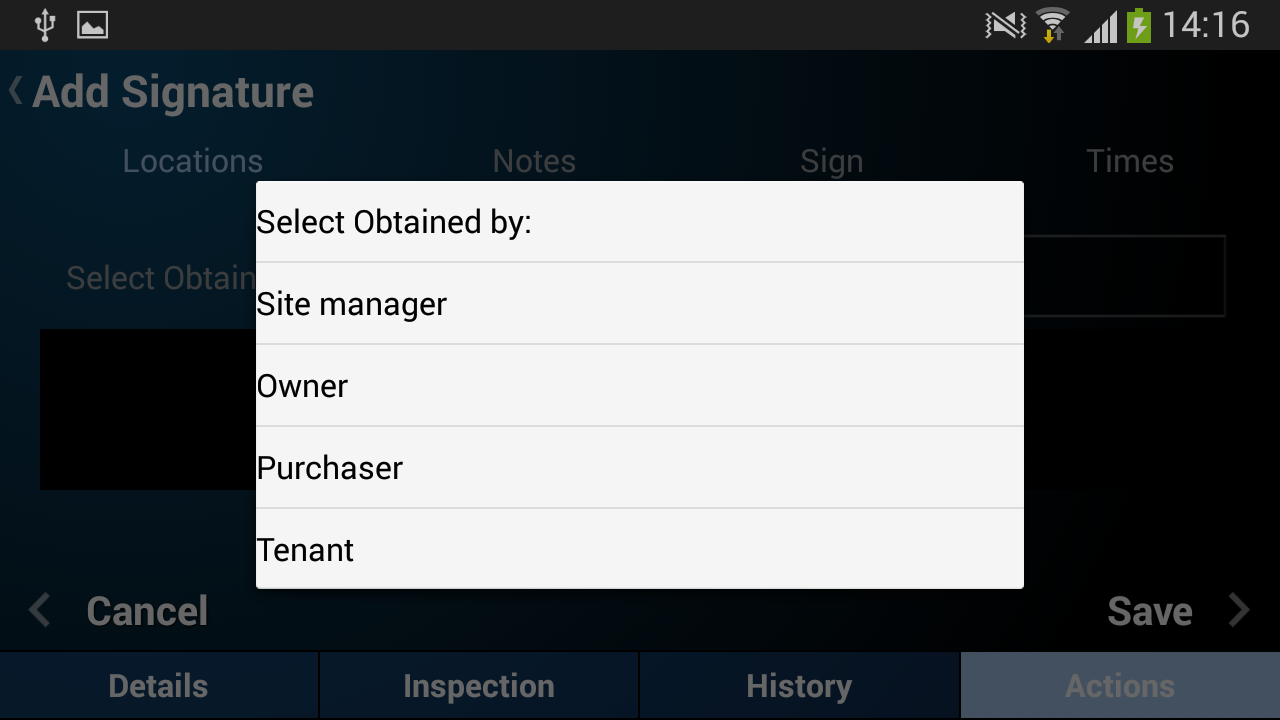 14:16
Add Signature
Locations Notes Sign Times
Select Obtain
Select Obtained by:
Site manager
Owner
Purchaser
Tenant
Cancel Save
Details Inspection History Actions